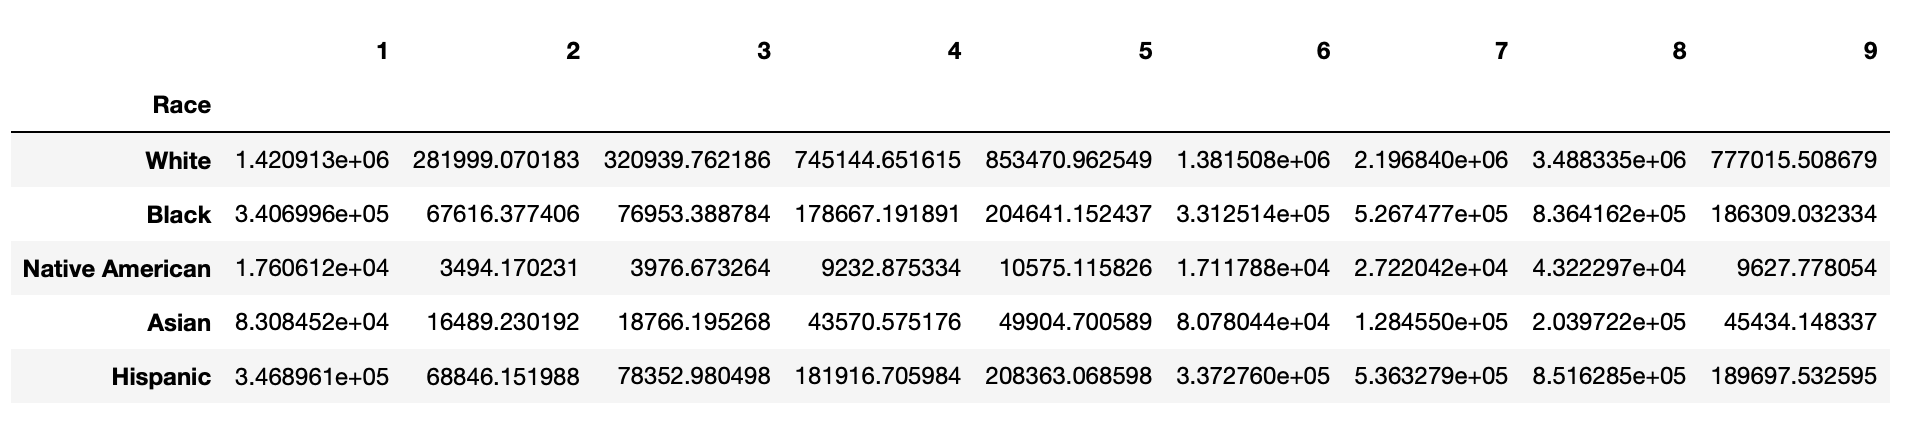 1 2 3 4 5 6 7 8 9
Race
White 1.420913e+06 281999.070183 320939.762186 745144.651615 853470.962549 1.381508e+06 2.196840e+06 3.488335e+06 777015.508679
Black 3.406996e+05 67616.377406 76953.388784 178667.191891 204641.152437 3.312514e+05 5.267477e+05 8.364162e+05 186309.032334
Native American 1.760612e+04 3494.170231 3976.673264 9232.875334 10575.115826 1.711788e+04 2.722042e+04 4.322297e+04 9627.778054
Asian 8.308452e+04 16489.230192 18766.195268 43570.575176 49904.700589 8.078044e+04 1.284550e+05 2.039722e+05 45434.148337
Hispanic 3.468961e+05 68846.151988 78352.980498 181916.705984 208363.068598 3.372760e+05 5.363279e+05 8.516285e+05 189697.532595